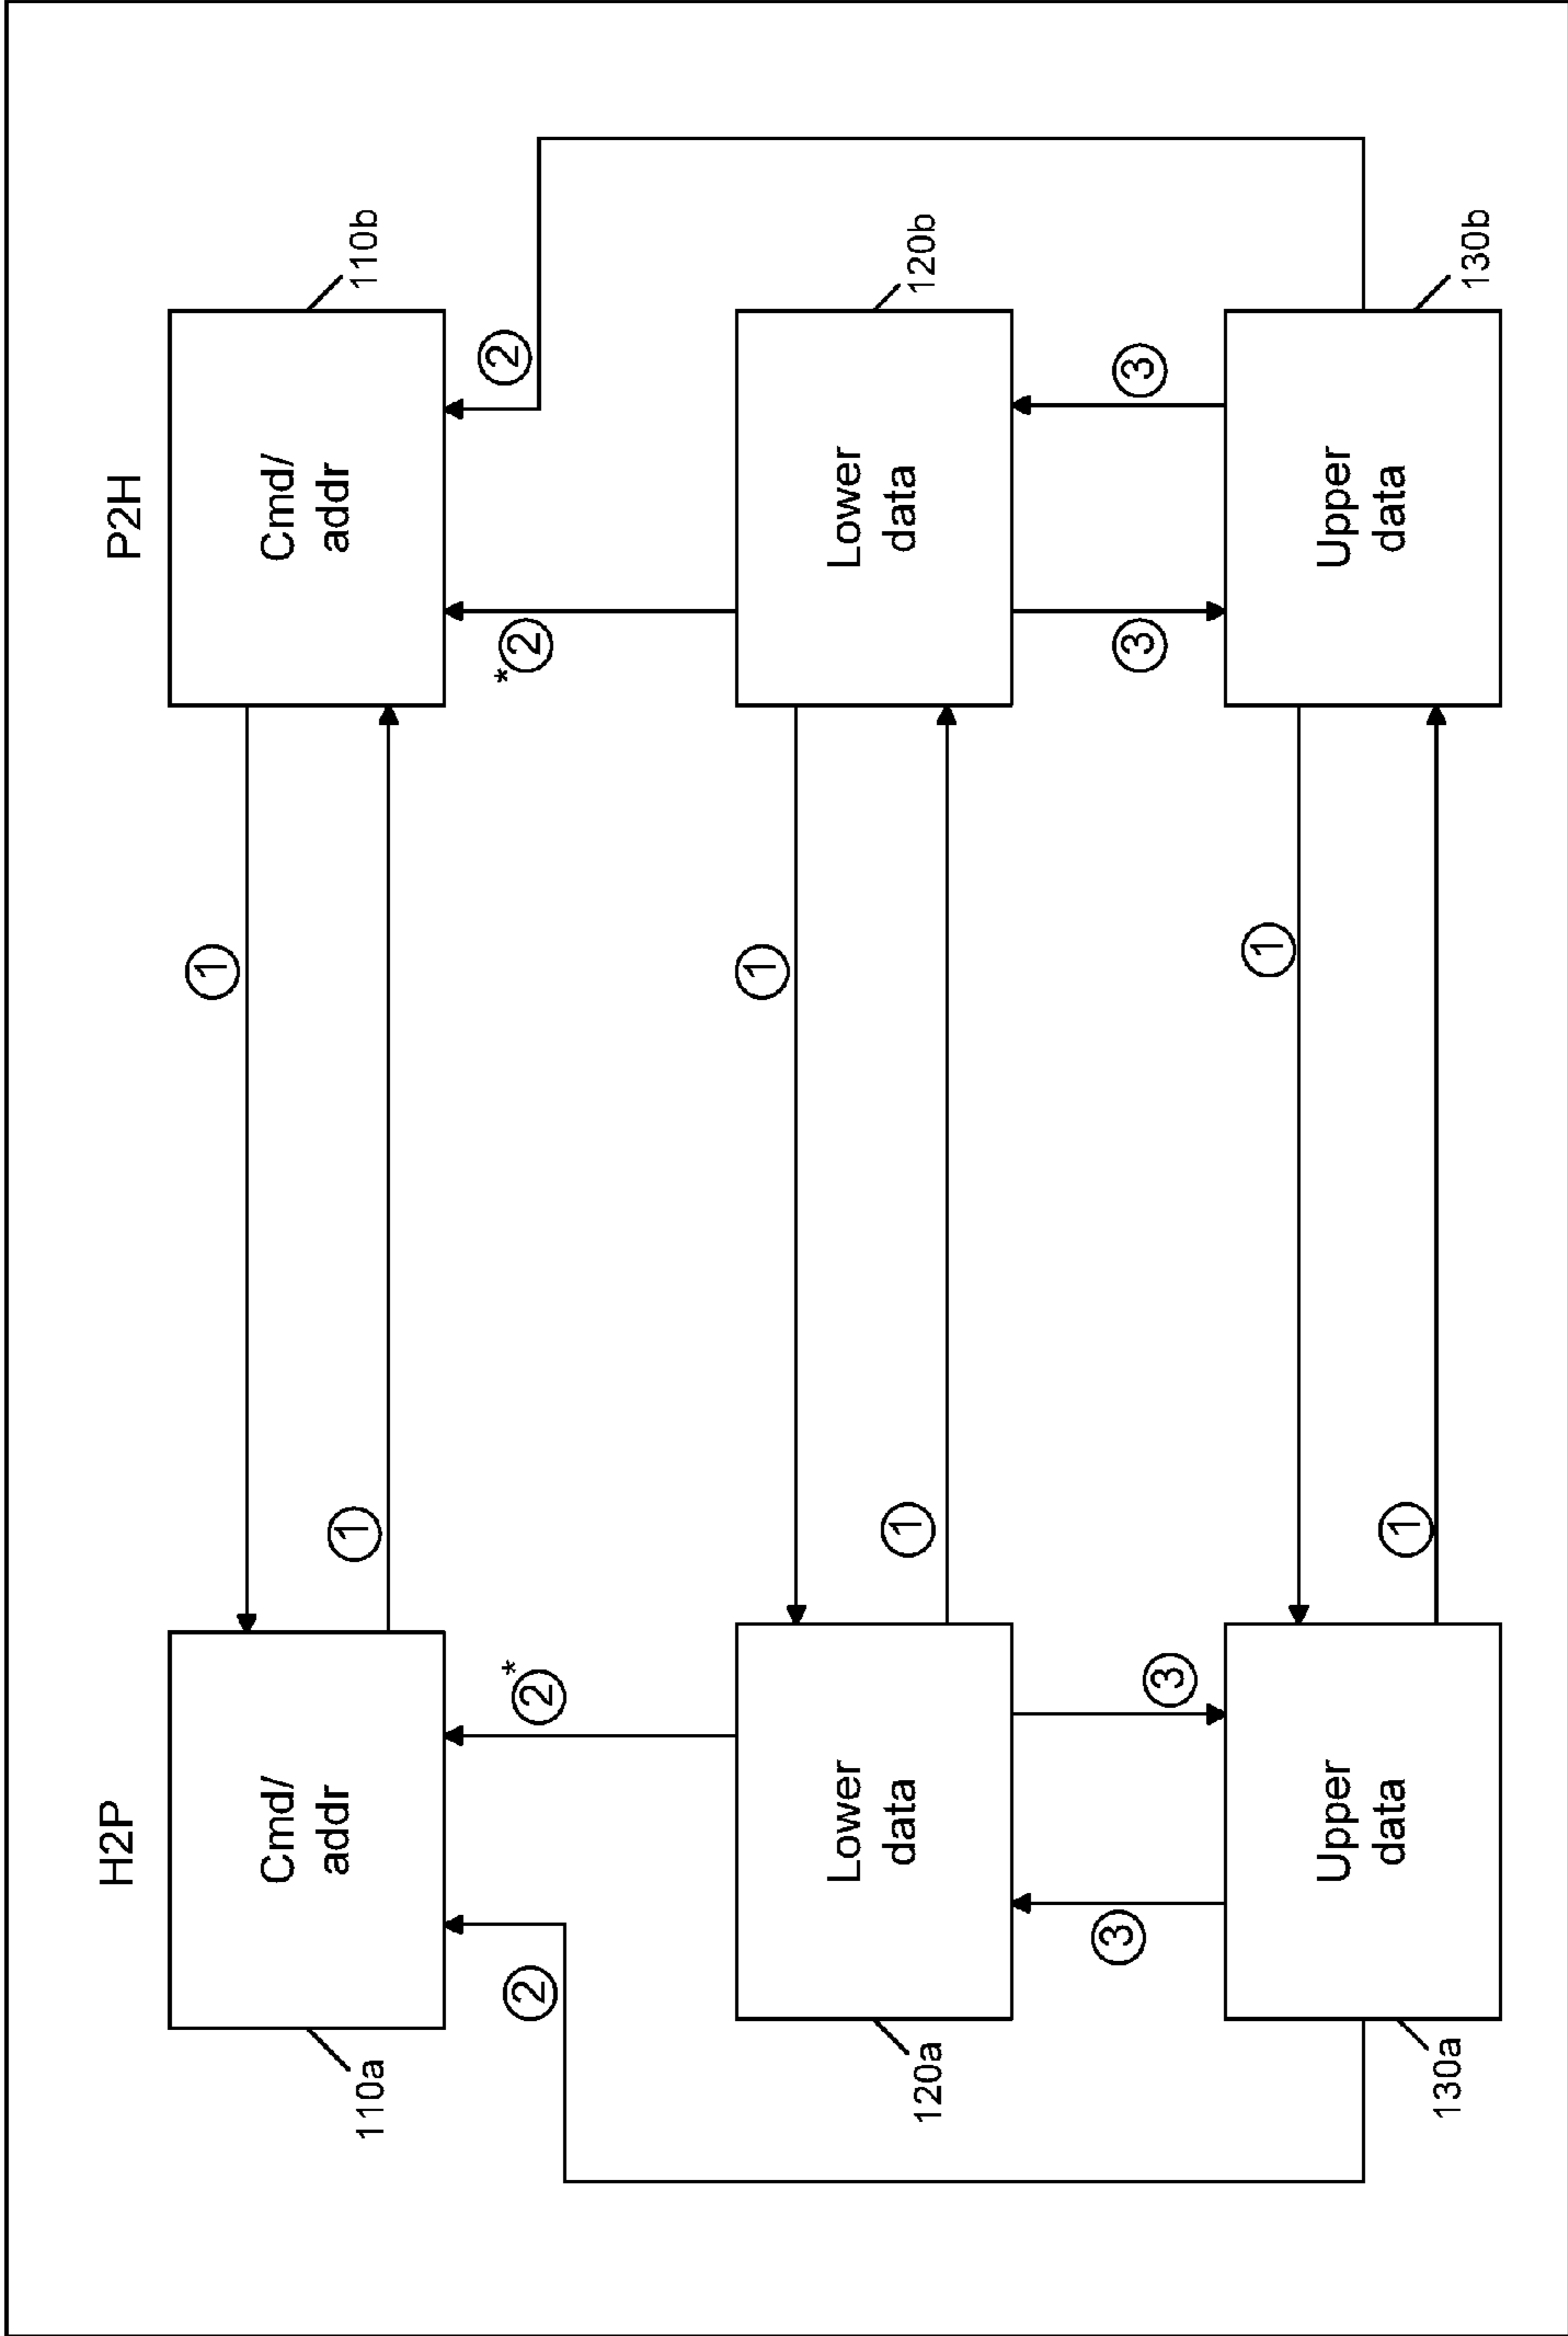 H2P
P2H
①
Cmd/
addr
Cmd/
addr
①
110a
110b
②
②*
*②
②
①
Lower
data
Lower
data
①
120a
120b
③
③
③
③
①
Upper
data
Upper
data
①
130a
130b